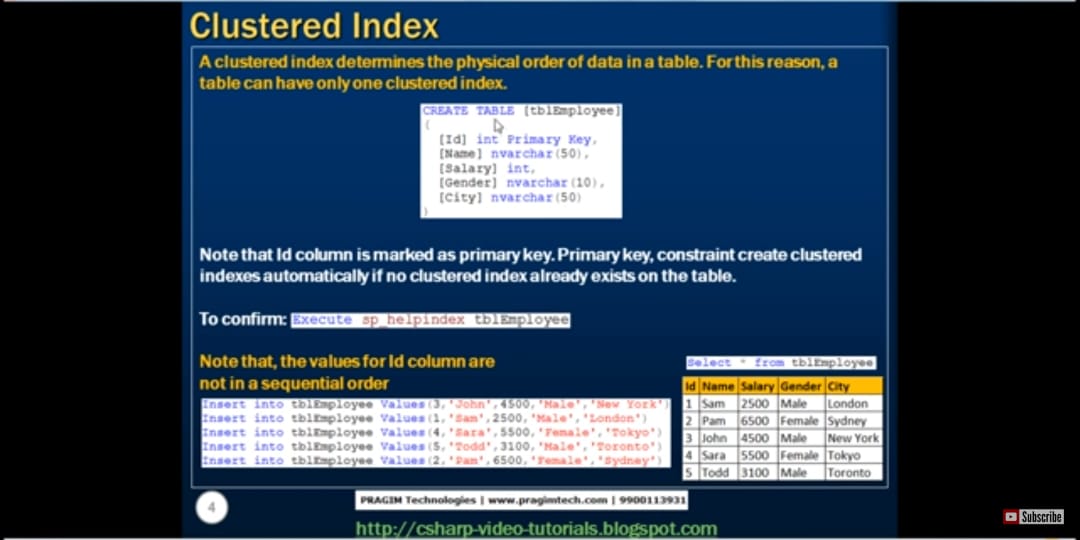 Clustered Index
A clustered index determines the physical order of data in a table. For this reason, a
table can have only one clustered index.
CREATE TABLE [tblEmployee]
(
[Id] int Primary Key,
[Name] nvarchar(50),
[Salary] int,
[Gender] nvarchar(10),
[City] nvarchar(50)
)
Note that Id column is marked as primary key. Primary key, constraint create clustered
indexes automatically if no clustered index already exists on the table.
To confirm: Execute sp_helpindex tblEmployee
Note that, the values for Id column are
not in a sequential order
Insert into tblEmployee Values(3,'John',4500,'Male','New York')
Insert into tblEmployee Values(1,'Sam',2500,'Male','London')
Insert into tblEmployee Values(4,'Sara',5500,'Female','Tokyo')
Insert into tblEmployee Values(5,'Todd',3100,'Male','Toronto')
Insert into tblEmployee Values(2,'Pam',6500,'Female','Sydney')
Select * from tblEmployee
Id Name Salary Gender City
1 Sam 2500 Male London
2 Pam 6500 Female Sydney
3 John 4500 Male New York
4 Sara 5500 Female Tokyo
5 Todd 3100 Male Toronto
4
PRAGIM Technologies | www.pragimtech.com | 9900113931
http://csharp-video-tutorials.blogspot.com
Subscribe